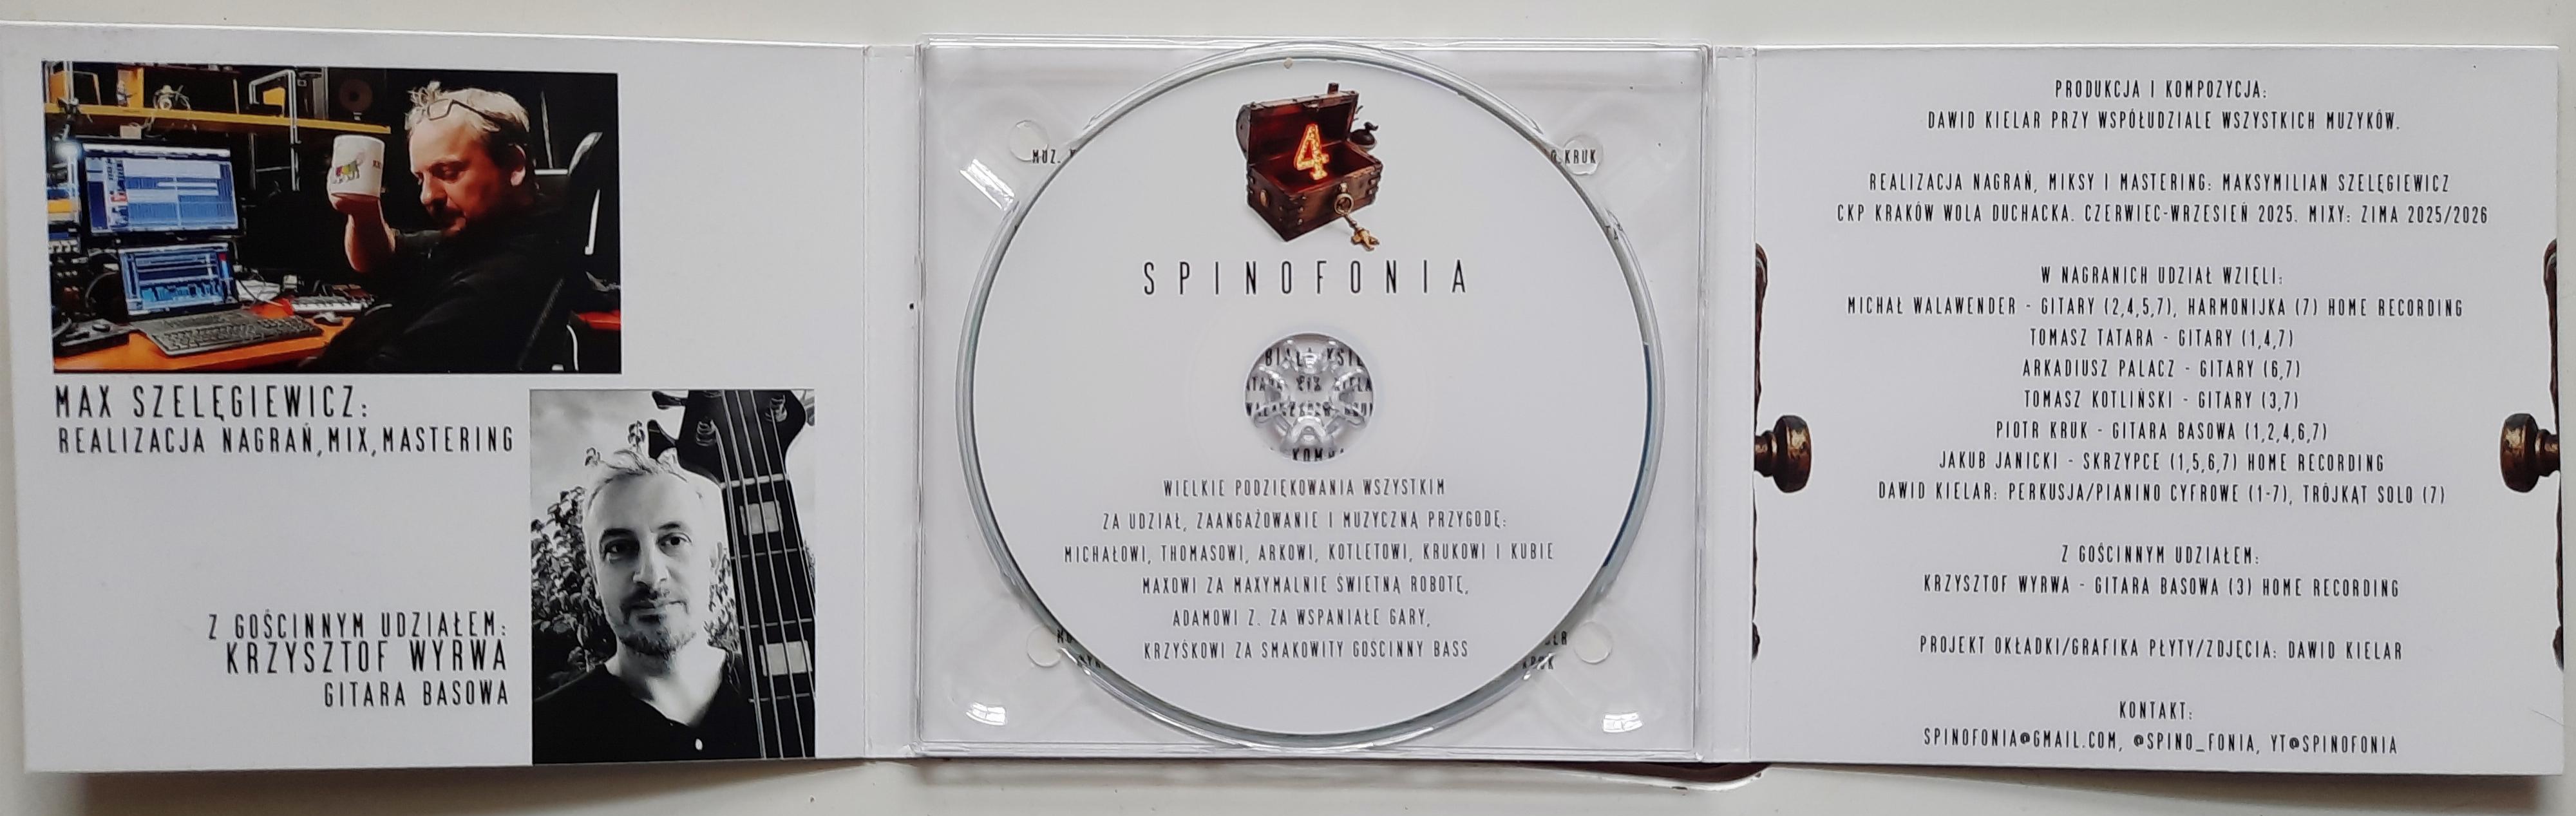 MAX SZELĘGIEWICZ:
REALIZACJA NAGRAŃ,MIX,MASTERING
Z GOŚCINNYM UDZIAŁEM:
KRZYSZTOF WYRWA
GITARA BASOWA
MUZ.
KRUK
4
SPINOFONIA
BIAŁA KSIĘ
WIELKIE PODZIĘKOWANIA WSZYSTKIM
ZA UDZIAŁ, ZAANGAŻOWANIE I MUZYCZNĄ PRZYGODĘ:
MICHAŁOWI, THOMASOWI, ARKOWI, KOTLETOWI, KRUKOWI I KUBIE
MAXOWI ZA MAXYMALNIE ŚWIETNĄ ROBOTĘ,
ADAMOWI Z. ZA WSPANIAŁE GARY,
KRZYŚKOWI ZA SMAKOWITY GOŚCINNY BASS
PRODUKCJA I KOMPOZYCJA:
DAWID KIELAR PRZY WSPÓŁUDZIALE WSZYSTKICH MUZYKÓW.
REALIZACJA NAGRAŃ, MIKSY I MASTERING: MAKSYMILIAN SZELĘGIEWICZ
CKP KRAKÓW WOLA DUCHACKA. CZERWIEC-WRZESIEŃ 2025. MIXY: ZIMA 2025/2026
W NAGRANICH UDZIAŁ WZIĘLI:
MICHAŁ WALAWENDER - GITARY (2,4,5,7), HARMONIJKA (7) HOME RECORDING
TOMASZ TATARA - GITARY (1,4,7)
ARKADIUSZ PALACZ - GITARY (6,7)
TOMASZ KOTLIŃSKI - GITARY (3,7)
PIOTR KRUK - GITARA BASOWA (1,2,4,6,7)
JAKUB JANICKI - SKRZYPCE (1,5,6,7) HOME RECORDING
DAWID KIELAR: PERKUSJA/PIANINO CYFROWE (1-7), TRÓJKĄT SOLO (7)
Z GOŚCINNYM UDZIAŁEM:
KRZYSZTOF WYRWA - GITARA BASOWA (3) HOME RECORDING
PROJEKT OKŁADKI/GRAFIKA PŁYTY/ZDJĘCIA: DAWID KIELAR
KONTAKT:
SPINOFONIA@GMAIL.COM, @SPINO_FONIA, YT@SPINOFONIA